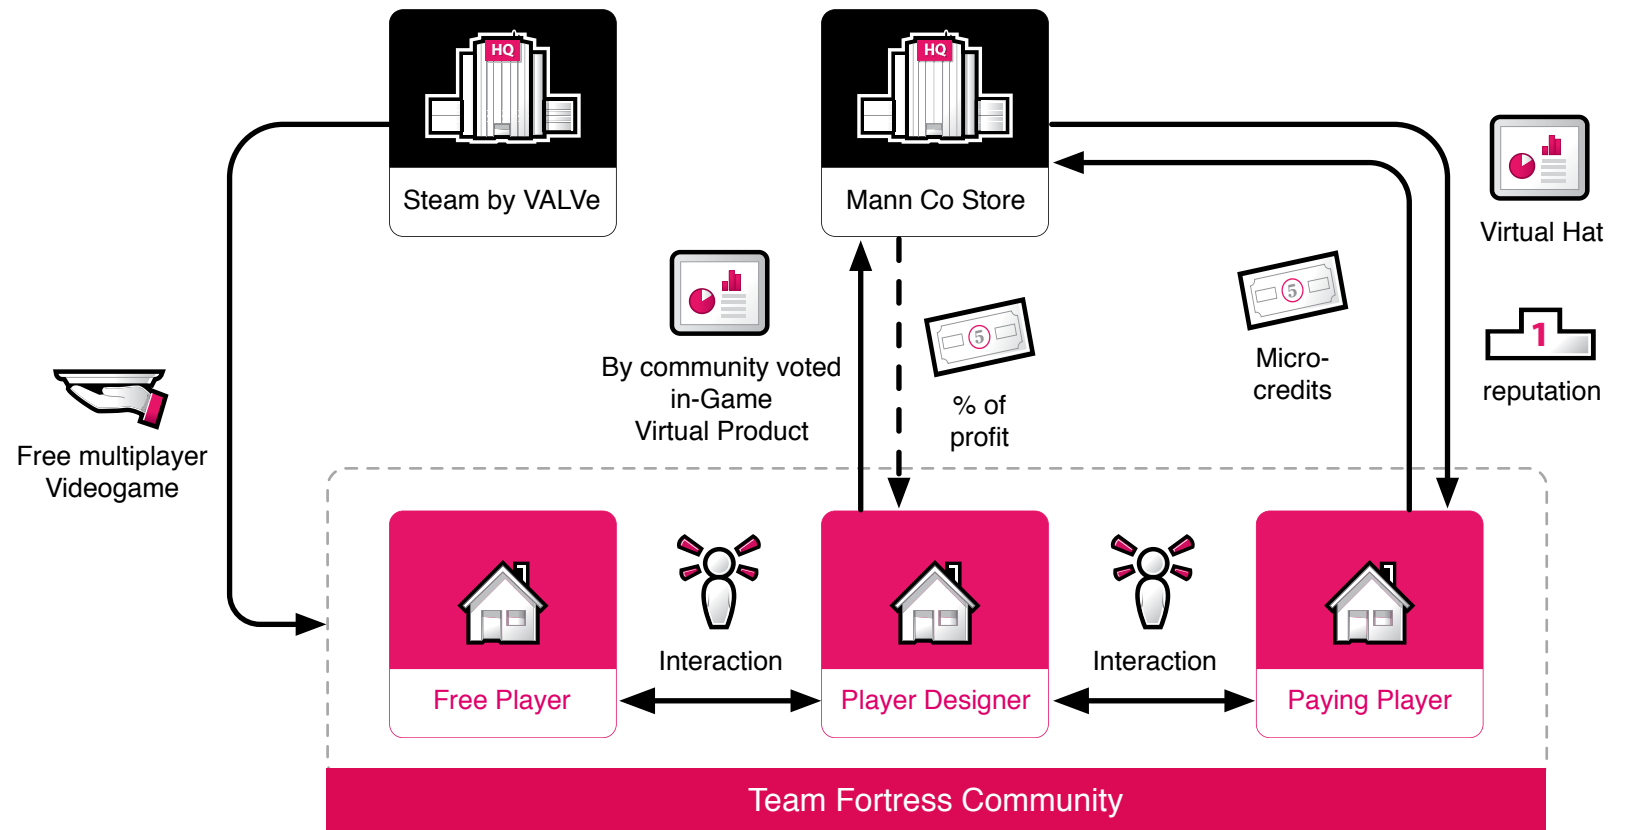 HQ
HQ
Steam by VALVe
Mann Co Store
Virtual Hat
5
5
By community voted
in-Game
Virtual Product
% of
profit
Micro-
credits
1
reputation
Free multiplayer
Videogame
Interaction
Interaction
Free Player
Player Designer
Paying Player
Team Fortress Community